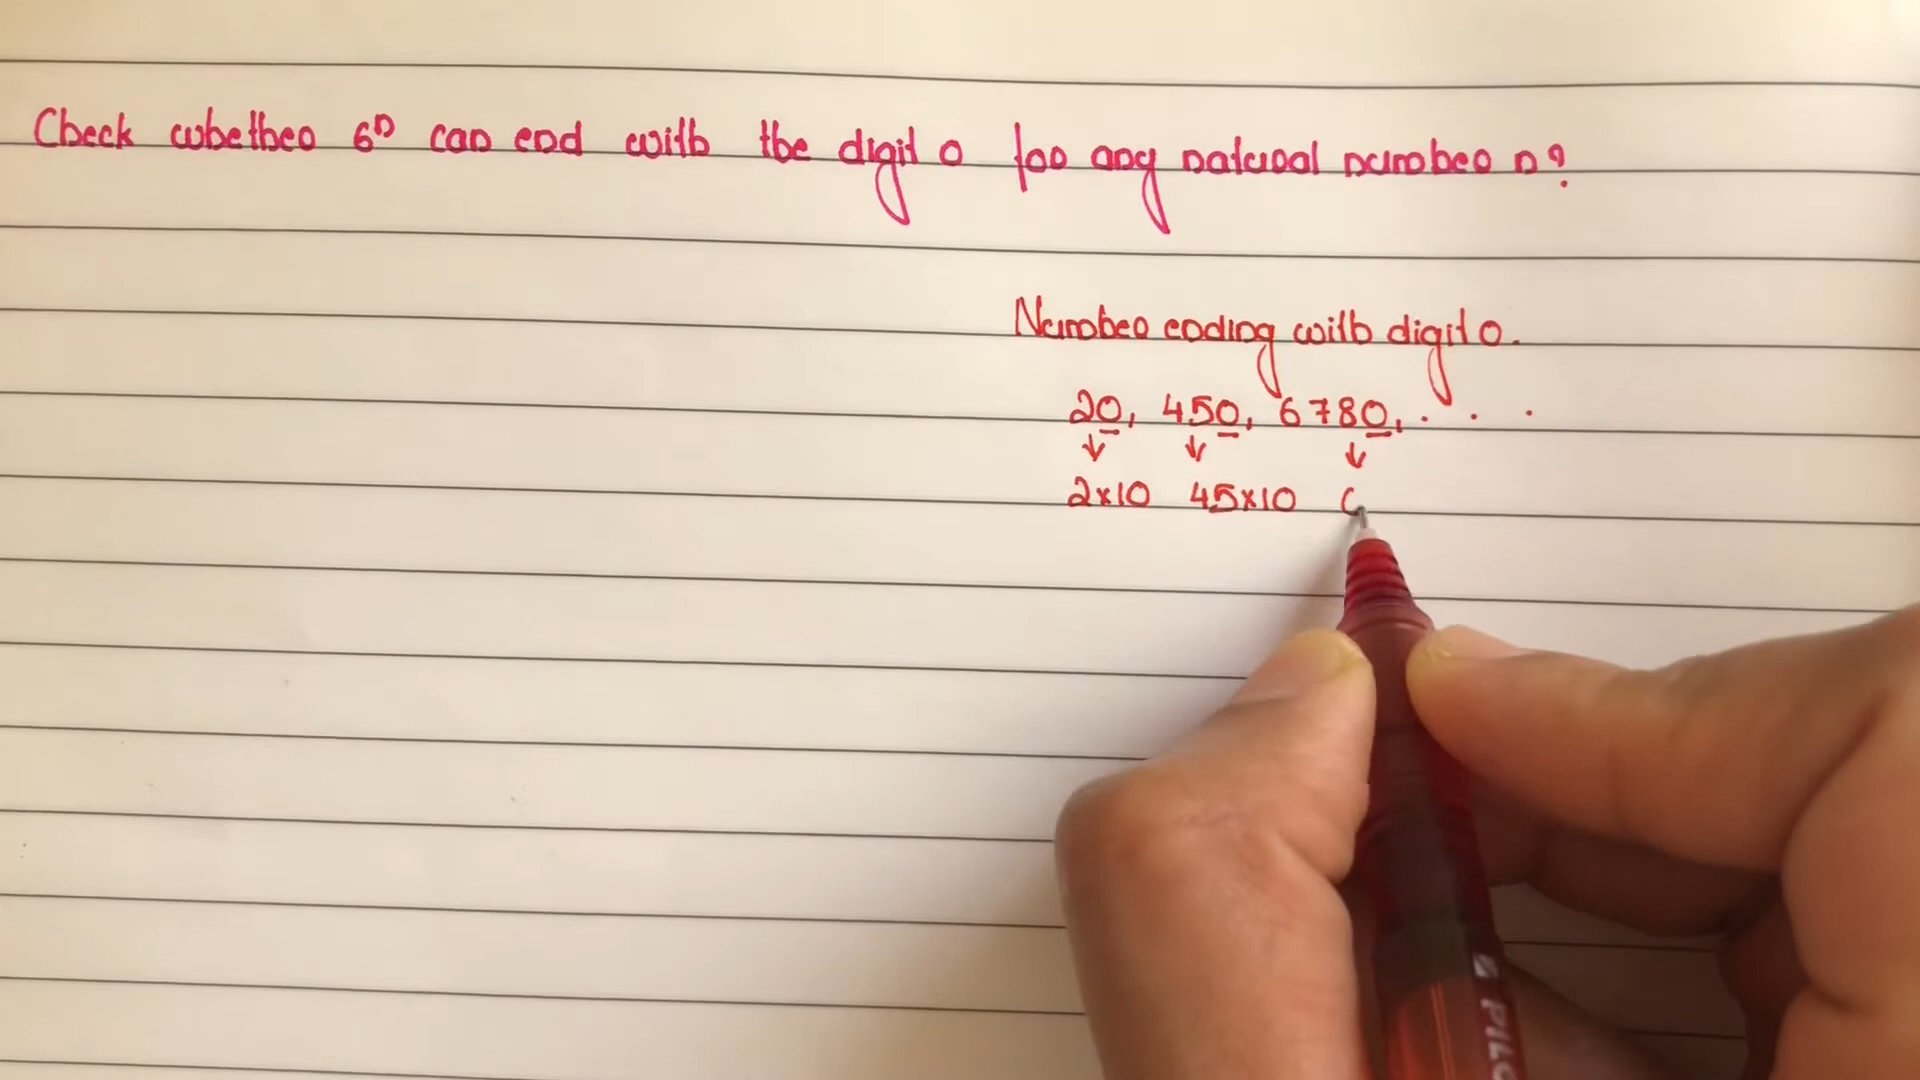 Check whether 6ⁿ can end with the digit 0 for any natural number n?
Number ending with digit 0.
20, 450, 6780, . . .
↓ ↓ ↓
2×10 45×10
PILO